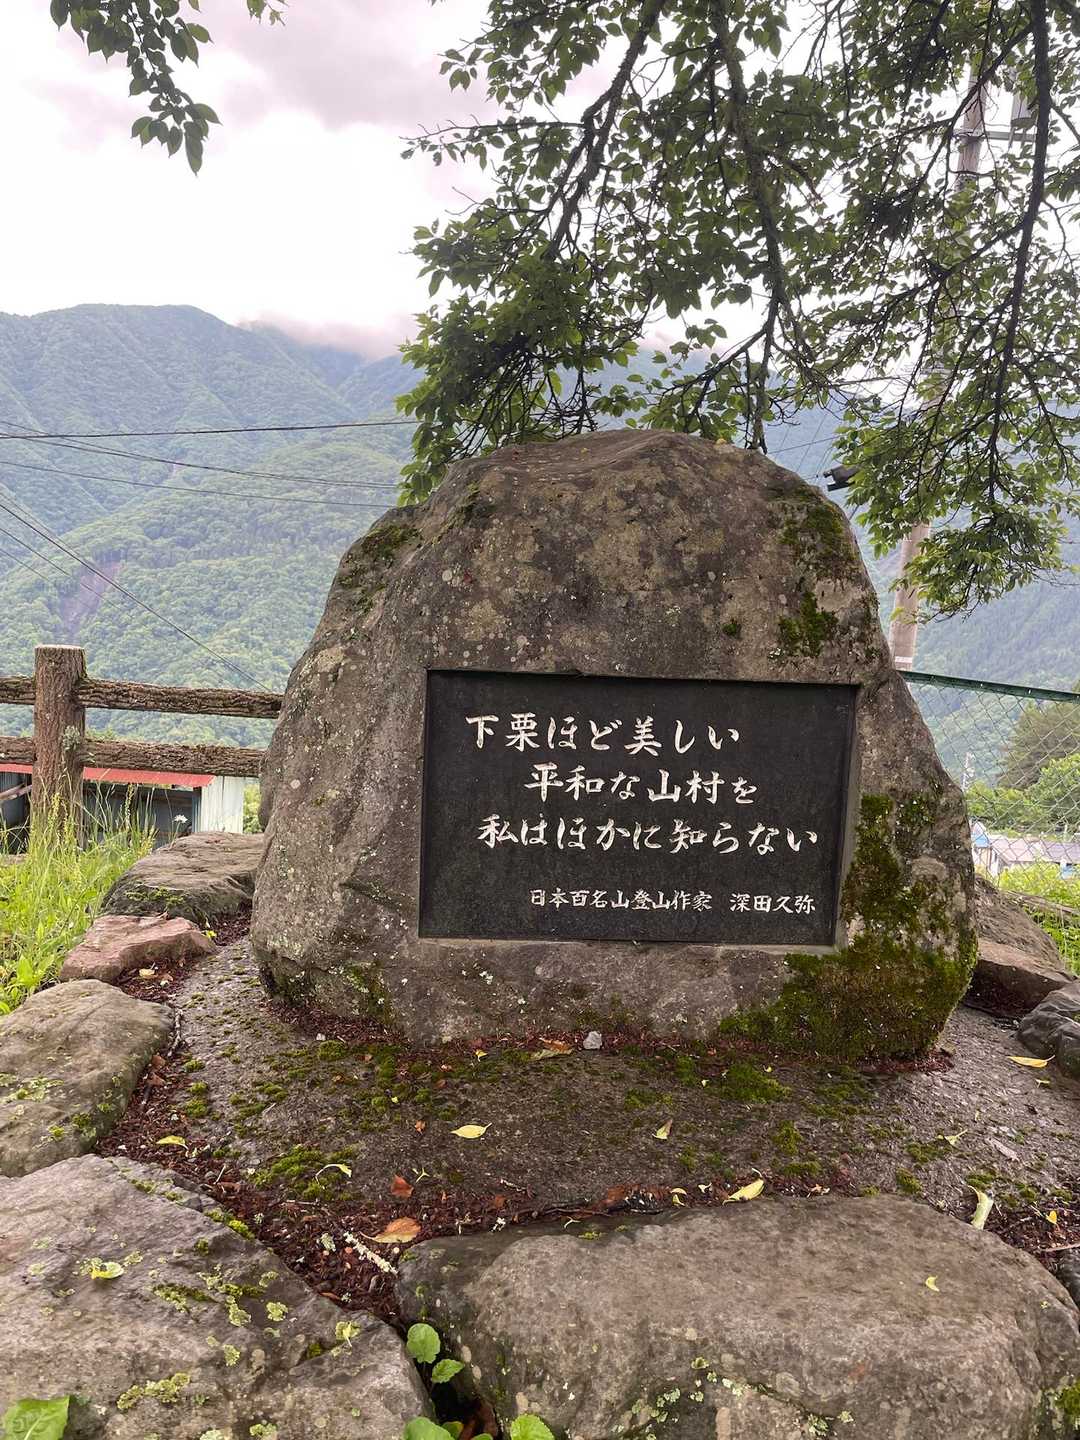 下栗ほど美しい
平和な山村を
私はほかに知らない
日本百名山登山作家 深田久弥